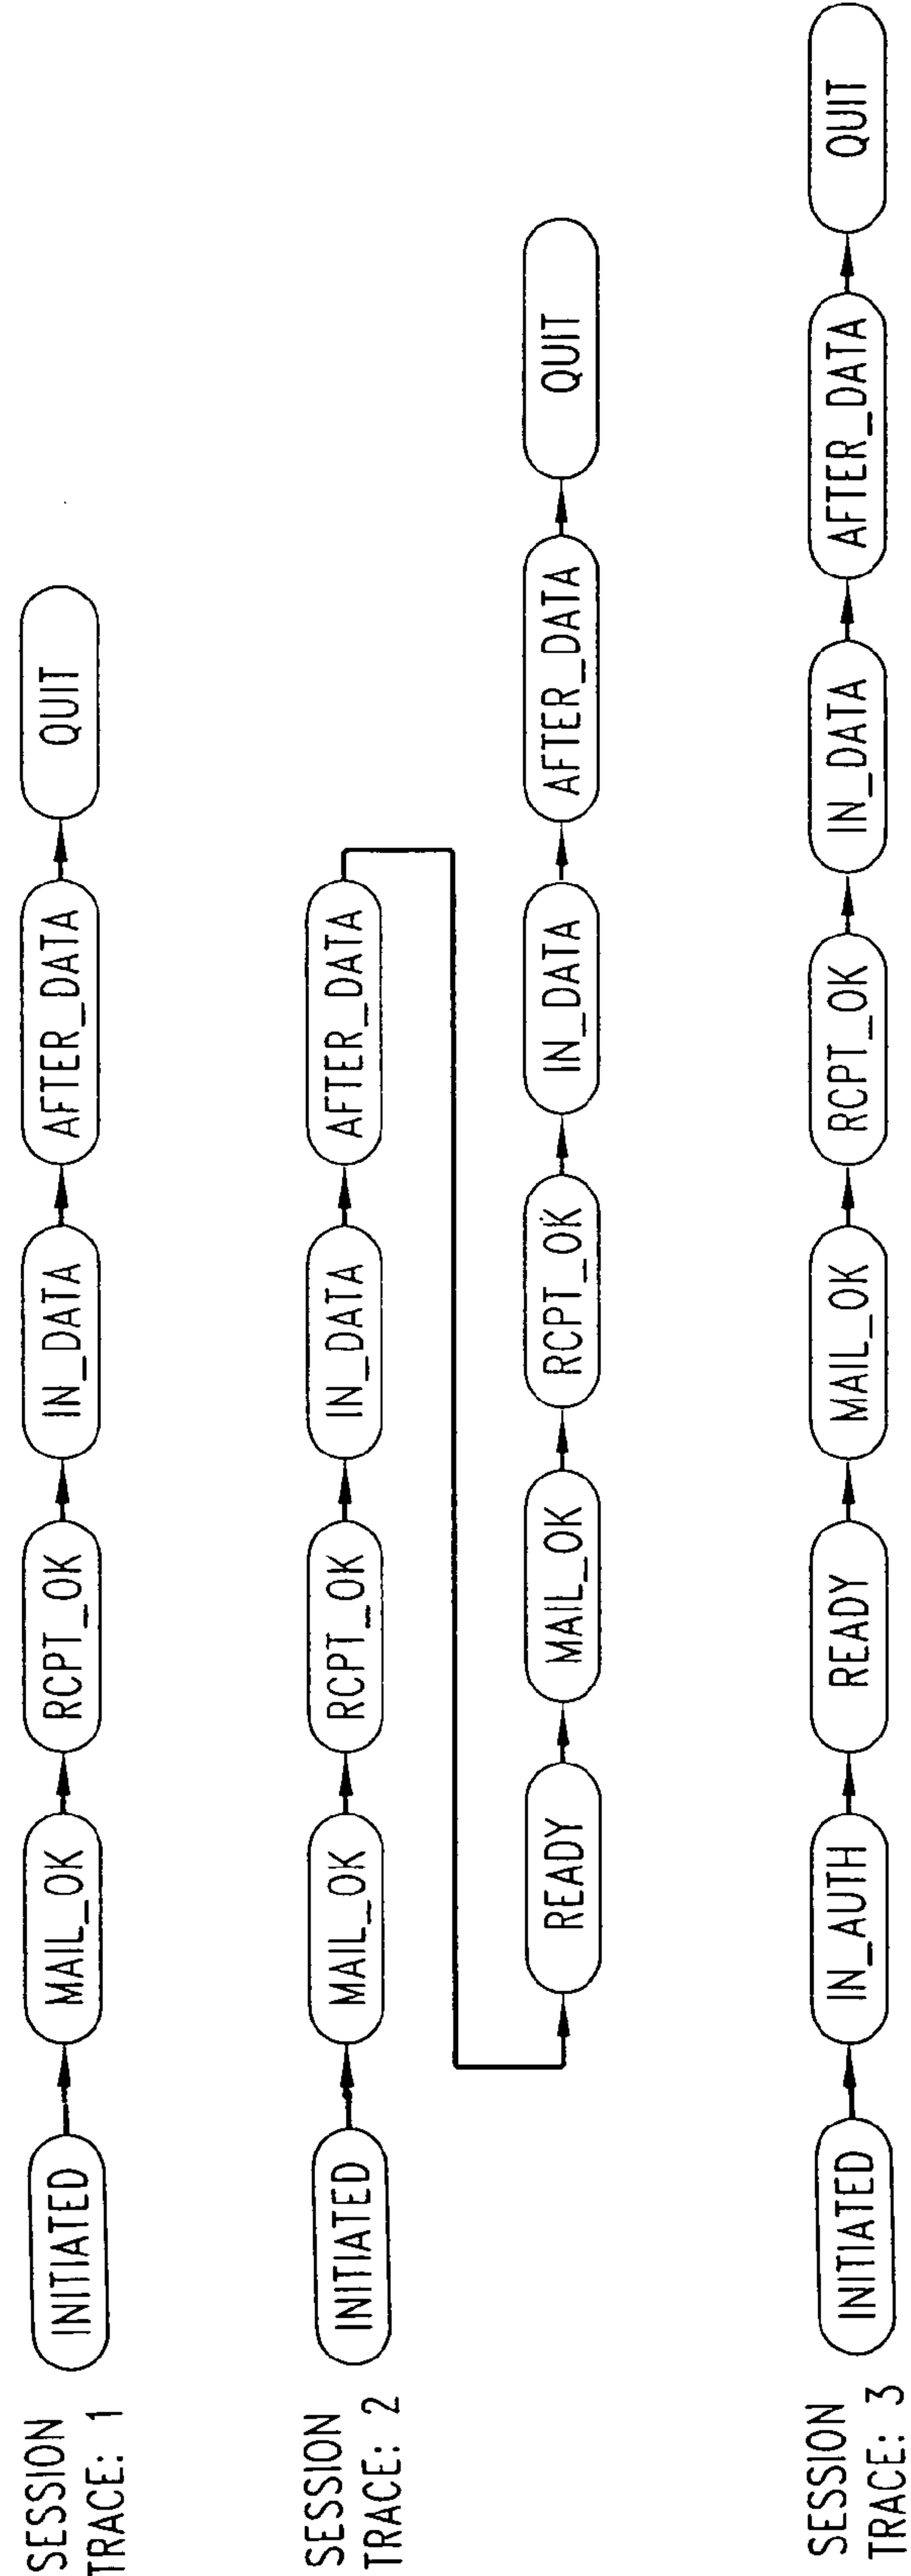 SESSION
TRACE: 1
INITIATED
MAIL_OK
RCPT_OK
IN_DATA
AFTER_DATA
QUIT
SESSION
TRACE: 2
INITIATED
MAIL_OK
RCPT_OK
IN_DATA
AFTER_DATA
READY
MAIL_OK
RCPT_OK
IN_DATA
AFTER_DATA
QUIT
SESSION
TRACE: 3
INITIATED
IN_AUTH
READY
MAIL_OK
RCPT_OK
IN_DATA
AFTER_DATA
QUIT